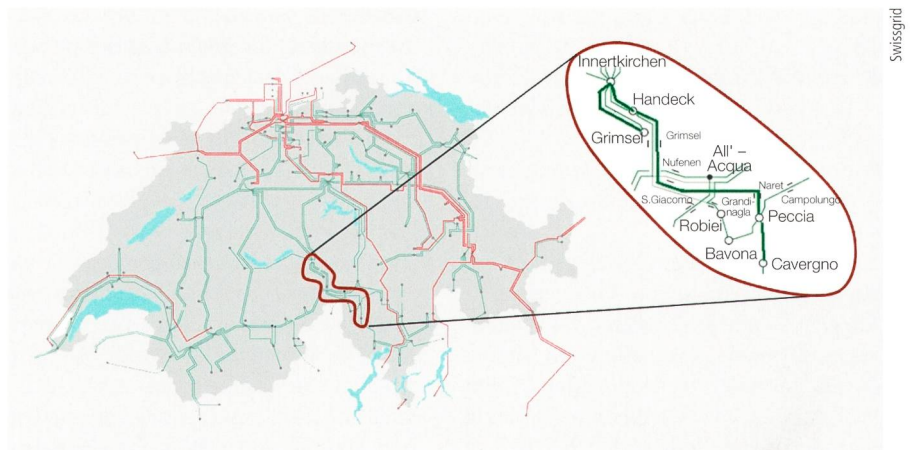 Swissgrid
Innertkirchen
Handeck
Grimsel
Grimsel
All' –
Acqua
Nufenen
Naret
S.Giacomo
Grandi-
nagla
Campolungo
Peccia
Robiei
Bavona
Cavergno